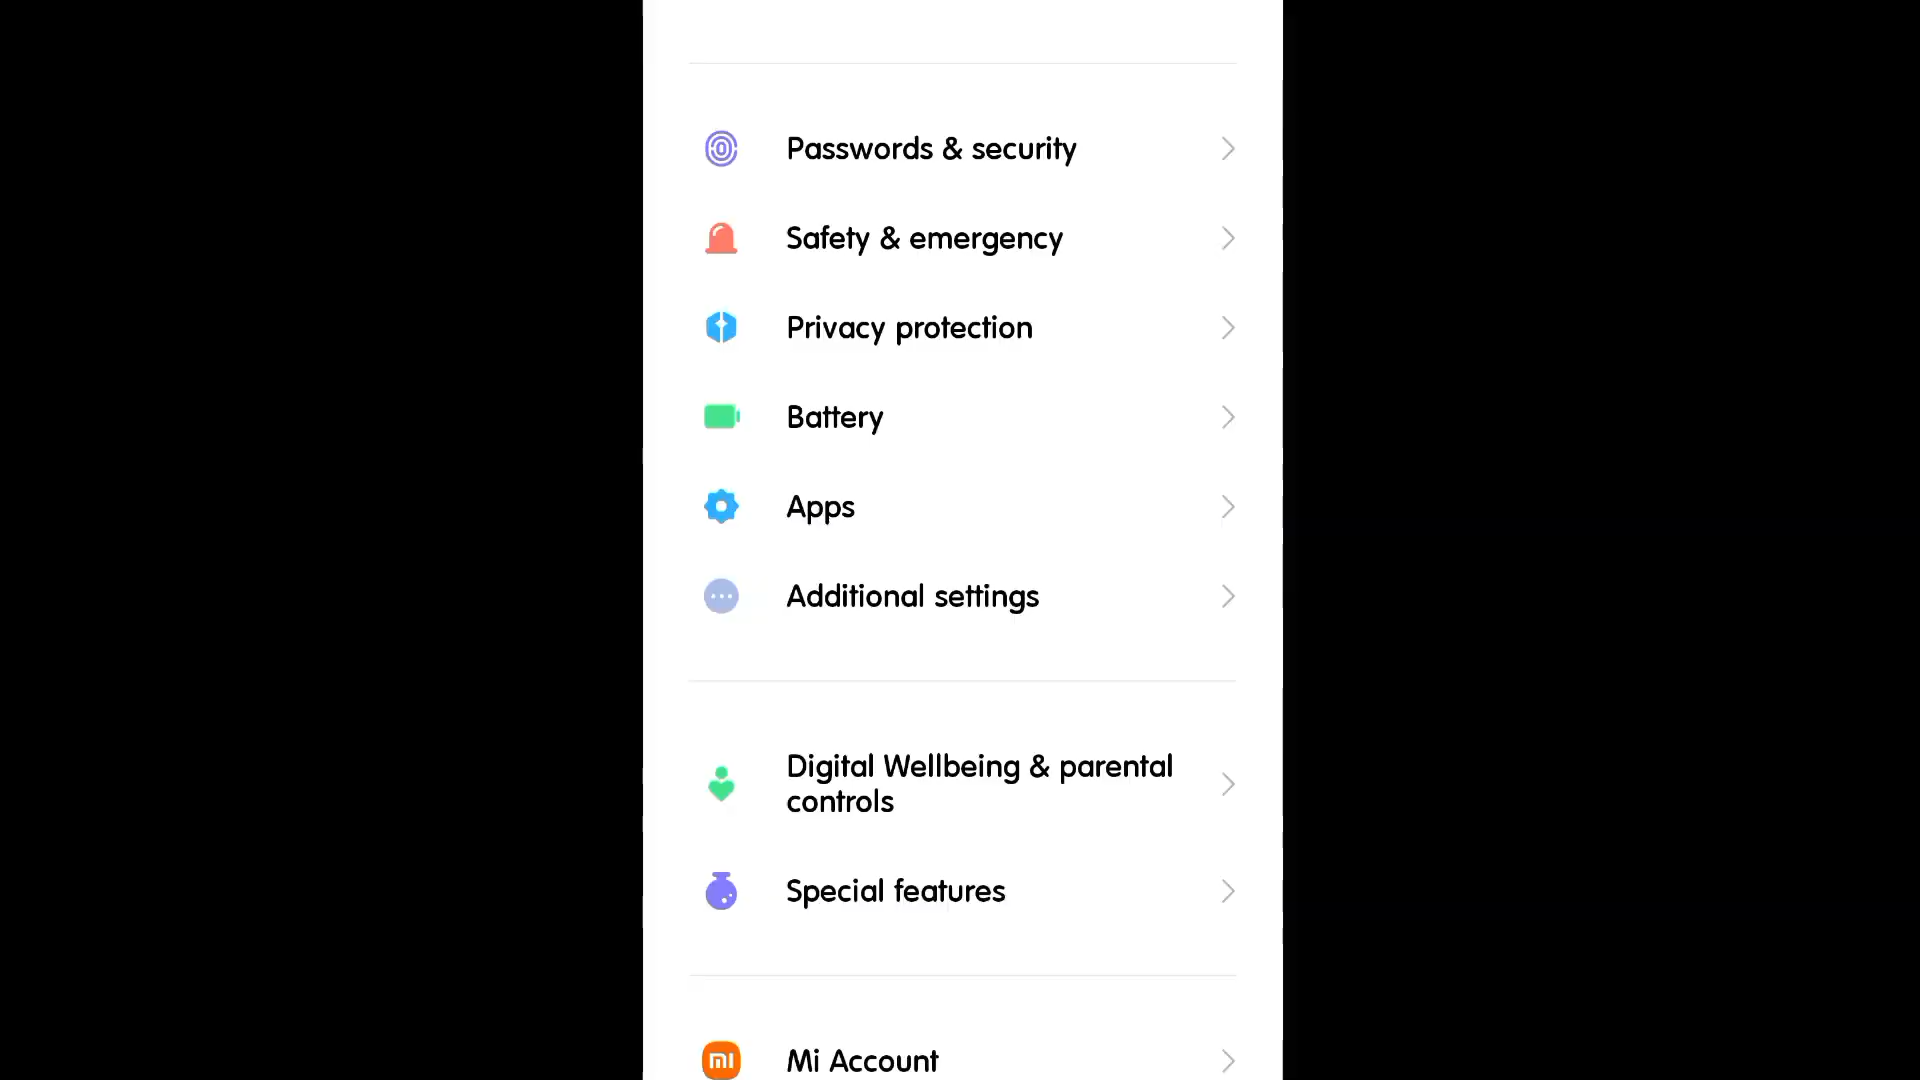 Passwords & security
Safety & emergency
Privacy protection
Battery
Apps
Additional settings
Digital Wellbeing & parental
controls
Special features
Mi Account